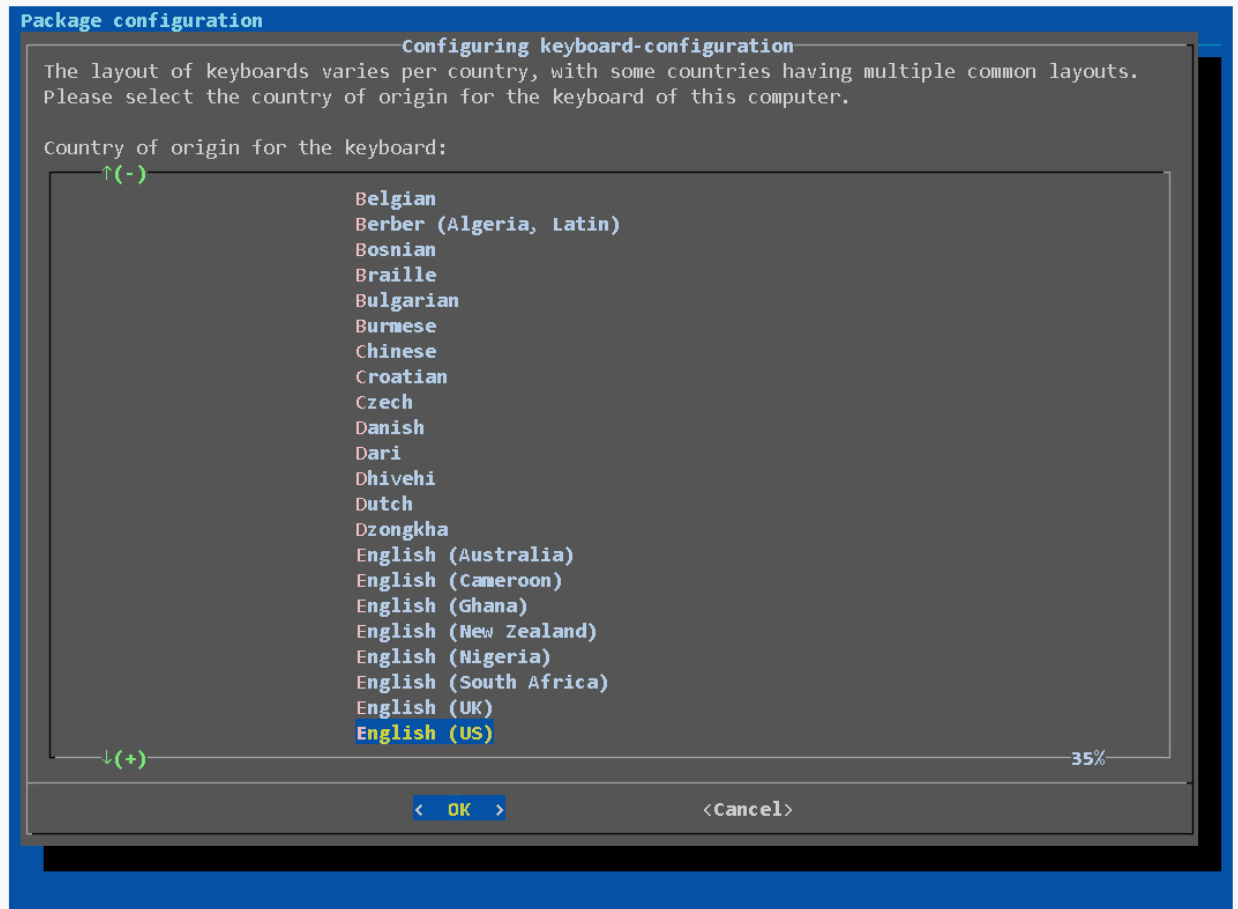 Package configuration
Configuring keyboard-configuration
The layout of keyboards varies per country, with some countries having multiple common layouts.
Please select the country of origin for the keyboard of this computer.
Country of origin for the keyboard:
↑(-)
Belgian
Berber (Algeria, Latin)
Bosnian
Braille
Bulgarian
Burmese
Chinese
Croatian
Czech
Danish
Dari
Dhivehi
Dutch
Dzongkha
English (Australia)
English (Cameroon)
English (Ghana)
English (New Zealand)
English (Nigeria)
English (South Africa)
English (UK)
English (US)
↓(+) 35%
< OK > <Cancel>